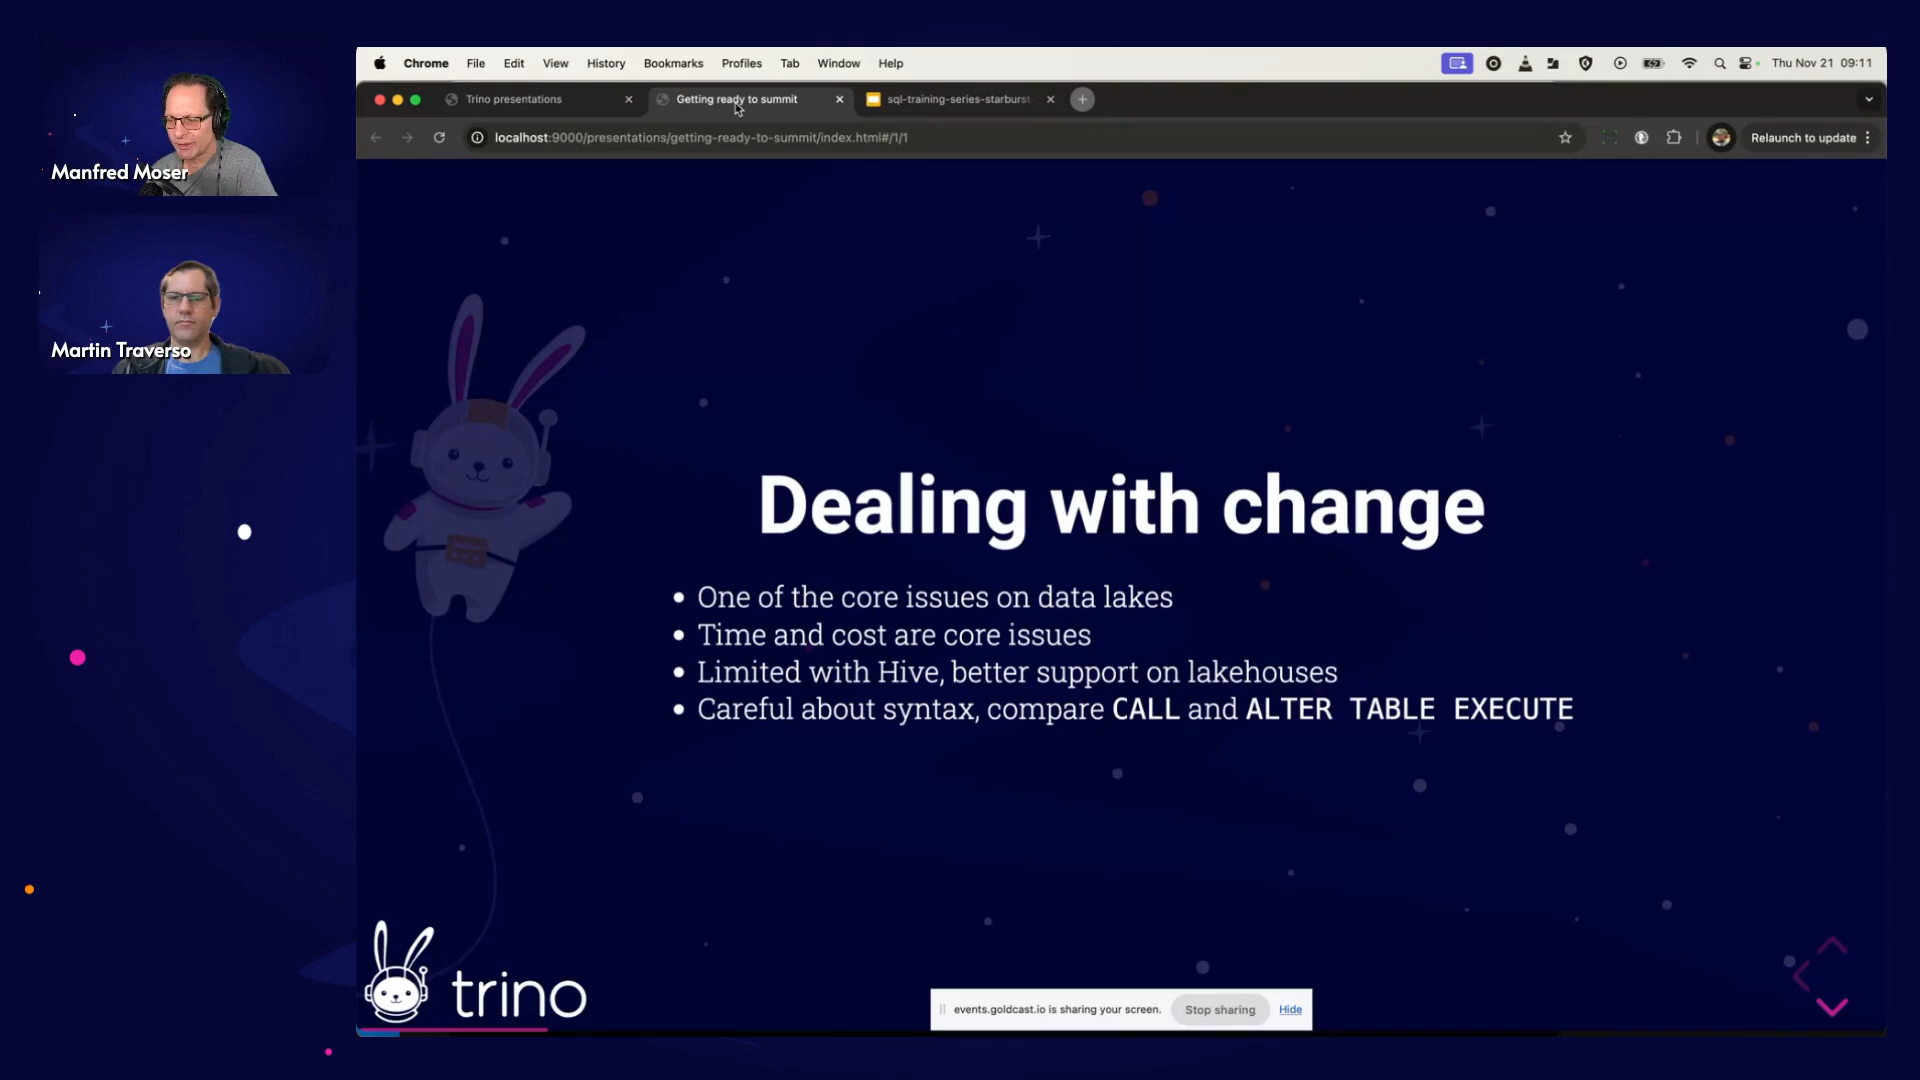 Manfred Moser
Martin Traverso
Chrome File Edit View History Bookmarks Profiles Tab Window Help
Thu Nov 21 09:11
Trino presentations
Getting ready to summit
sql-training-series-starburst
localhost:9000/presentations/getting-ready-to-summit/index.html#/1/1
Relaunch to update
Dealing with change
• One of the core issues on data lakes
• Time and cost are core issues
• Limited with Hive, better support on lakehouses
• Careful about syntax, compare CALL and ALTER TABLE EXECUTE
trino
events.goldcast.io is sharing your screen.
Stop sharing
Hide